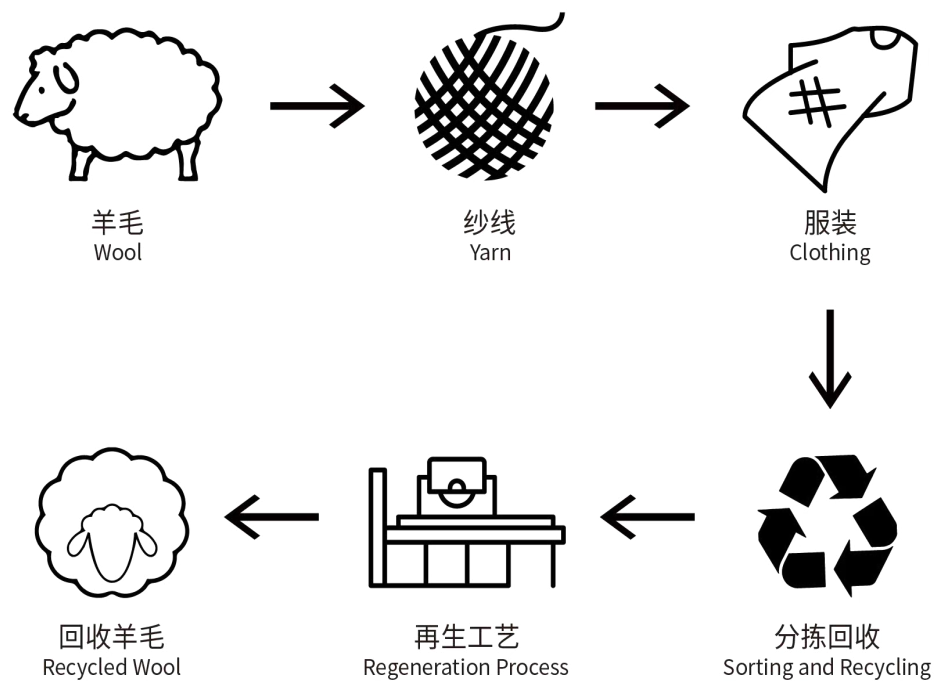 羊毛
Wool
纱线
Yarn
服装
Clothing
分拣回收
Sorting and Recycling
再生工艺
Regeneration Process
回收羊毛
Recycled Wool